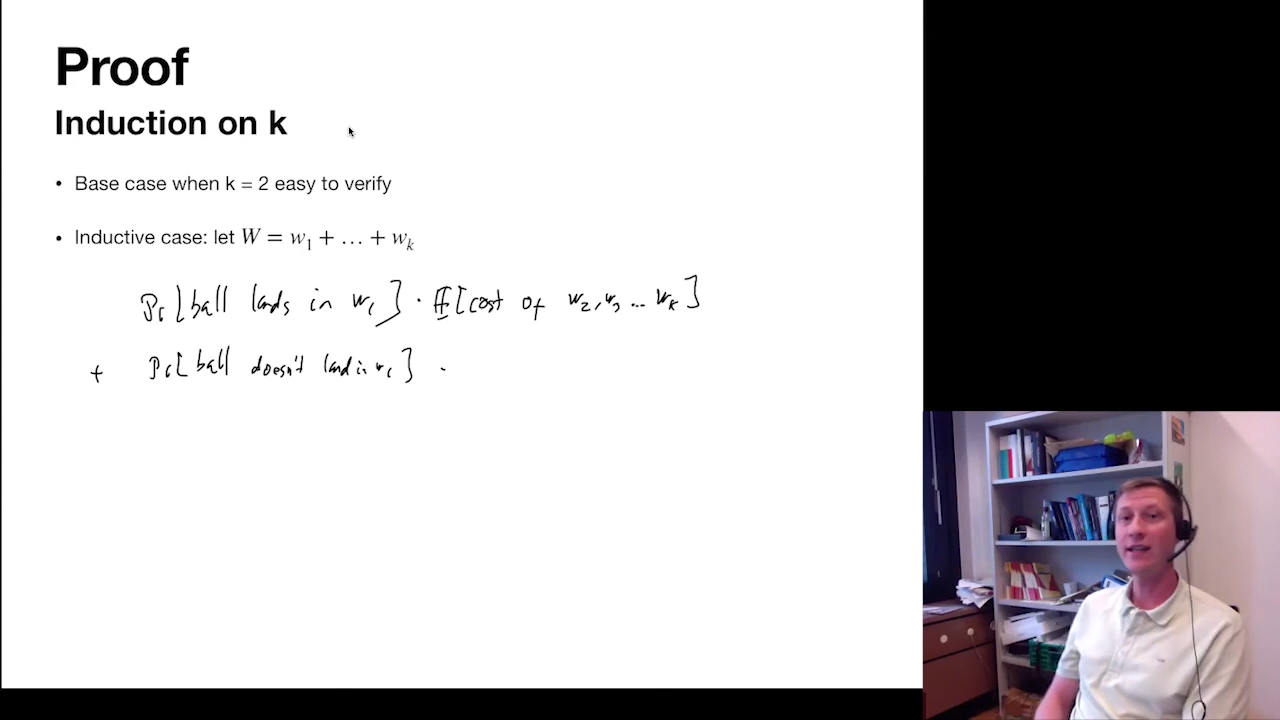 Proof
Induction on k
• Base case when k = 2 easy to verify
• Inductive case: let W = w₁ + … + wₖ
Pr[ball lands in w₁] · 𝔼[cost of w₂, w₃ ... wₖ]
+ Pr[ball doesn't land in w₁] ·